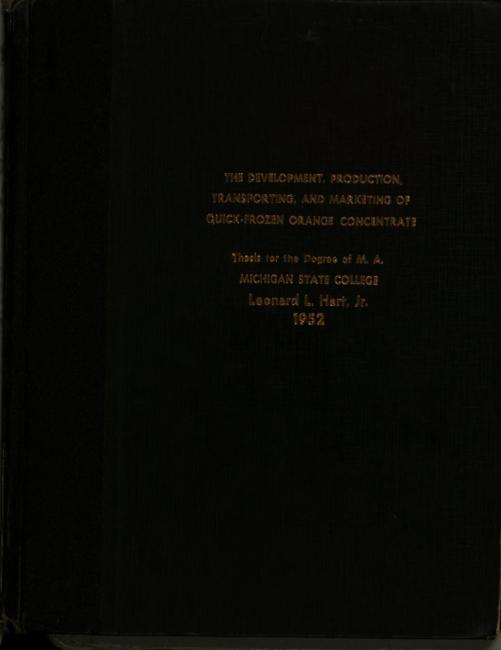 THE DEVELOPMENT, PRODUCTION,
TRANSPORTING, AND MARKETING OF
QUICK-FROZEN ORANGE CONCENTRATE
Thesis for the Degree of M. A.
MICHIGAN STATE COLLEGE
Leonard L. Hart, Jr.
1952